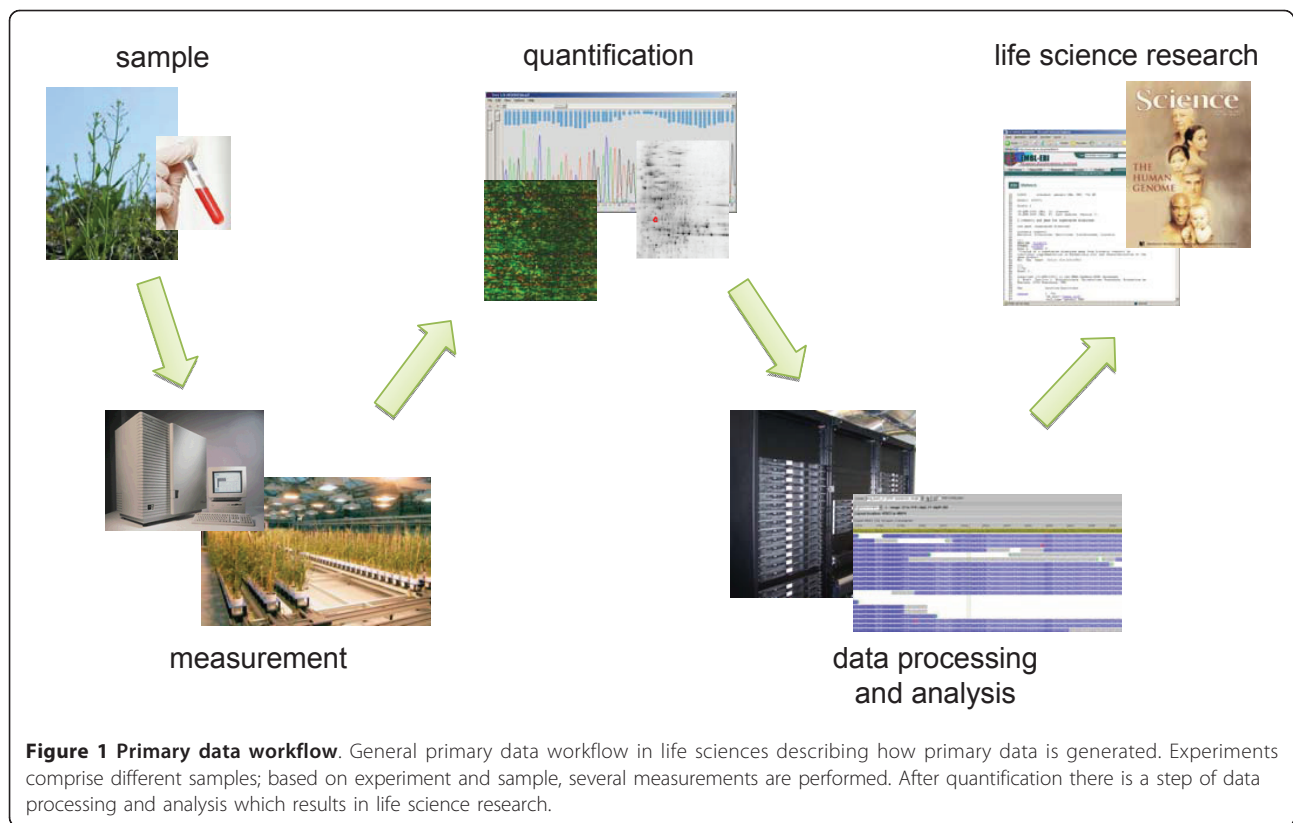 sample
quantification
life science research
Science
THE
HUMAN
GENOME
measurement
data processing
and analysis
Figure 1 Primary data workflow. General primary data workflow in life sciences describing how primary data is generated. Experiments
comprise different samples; based on experiment and sample, several measurements are performed. After quantification there is a step of data
processing and analysis which results in life science research.